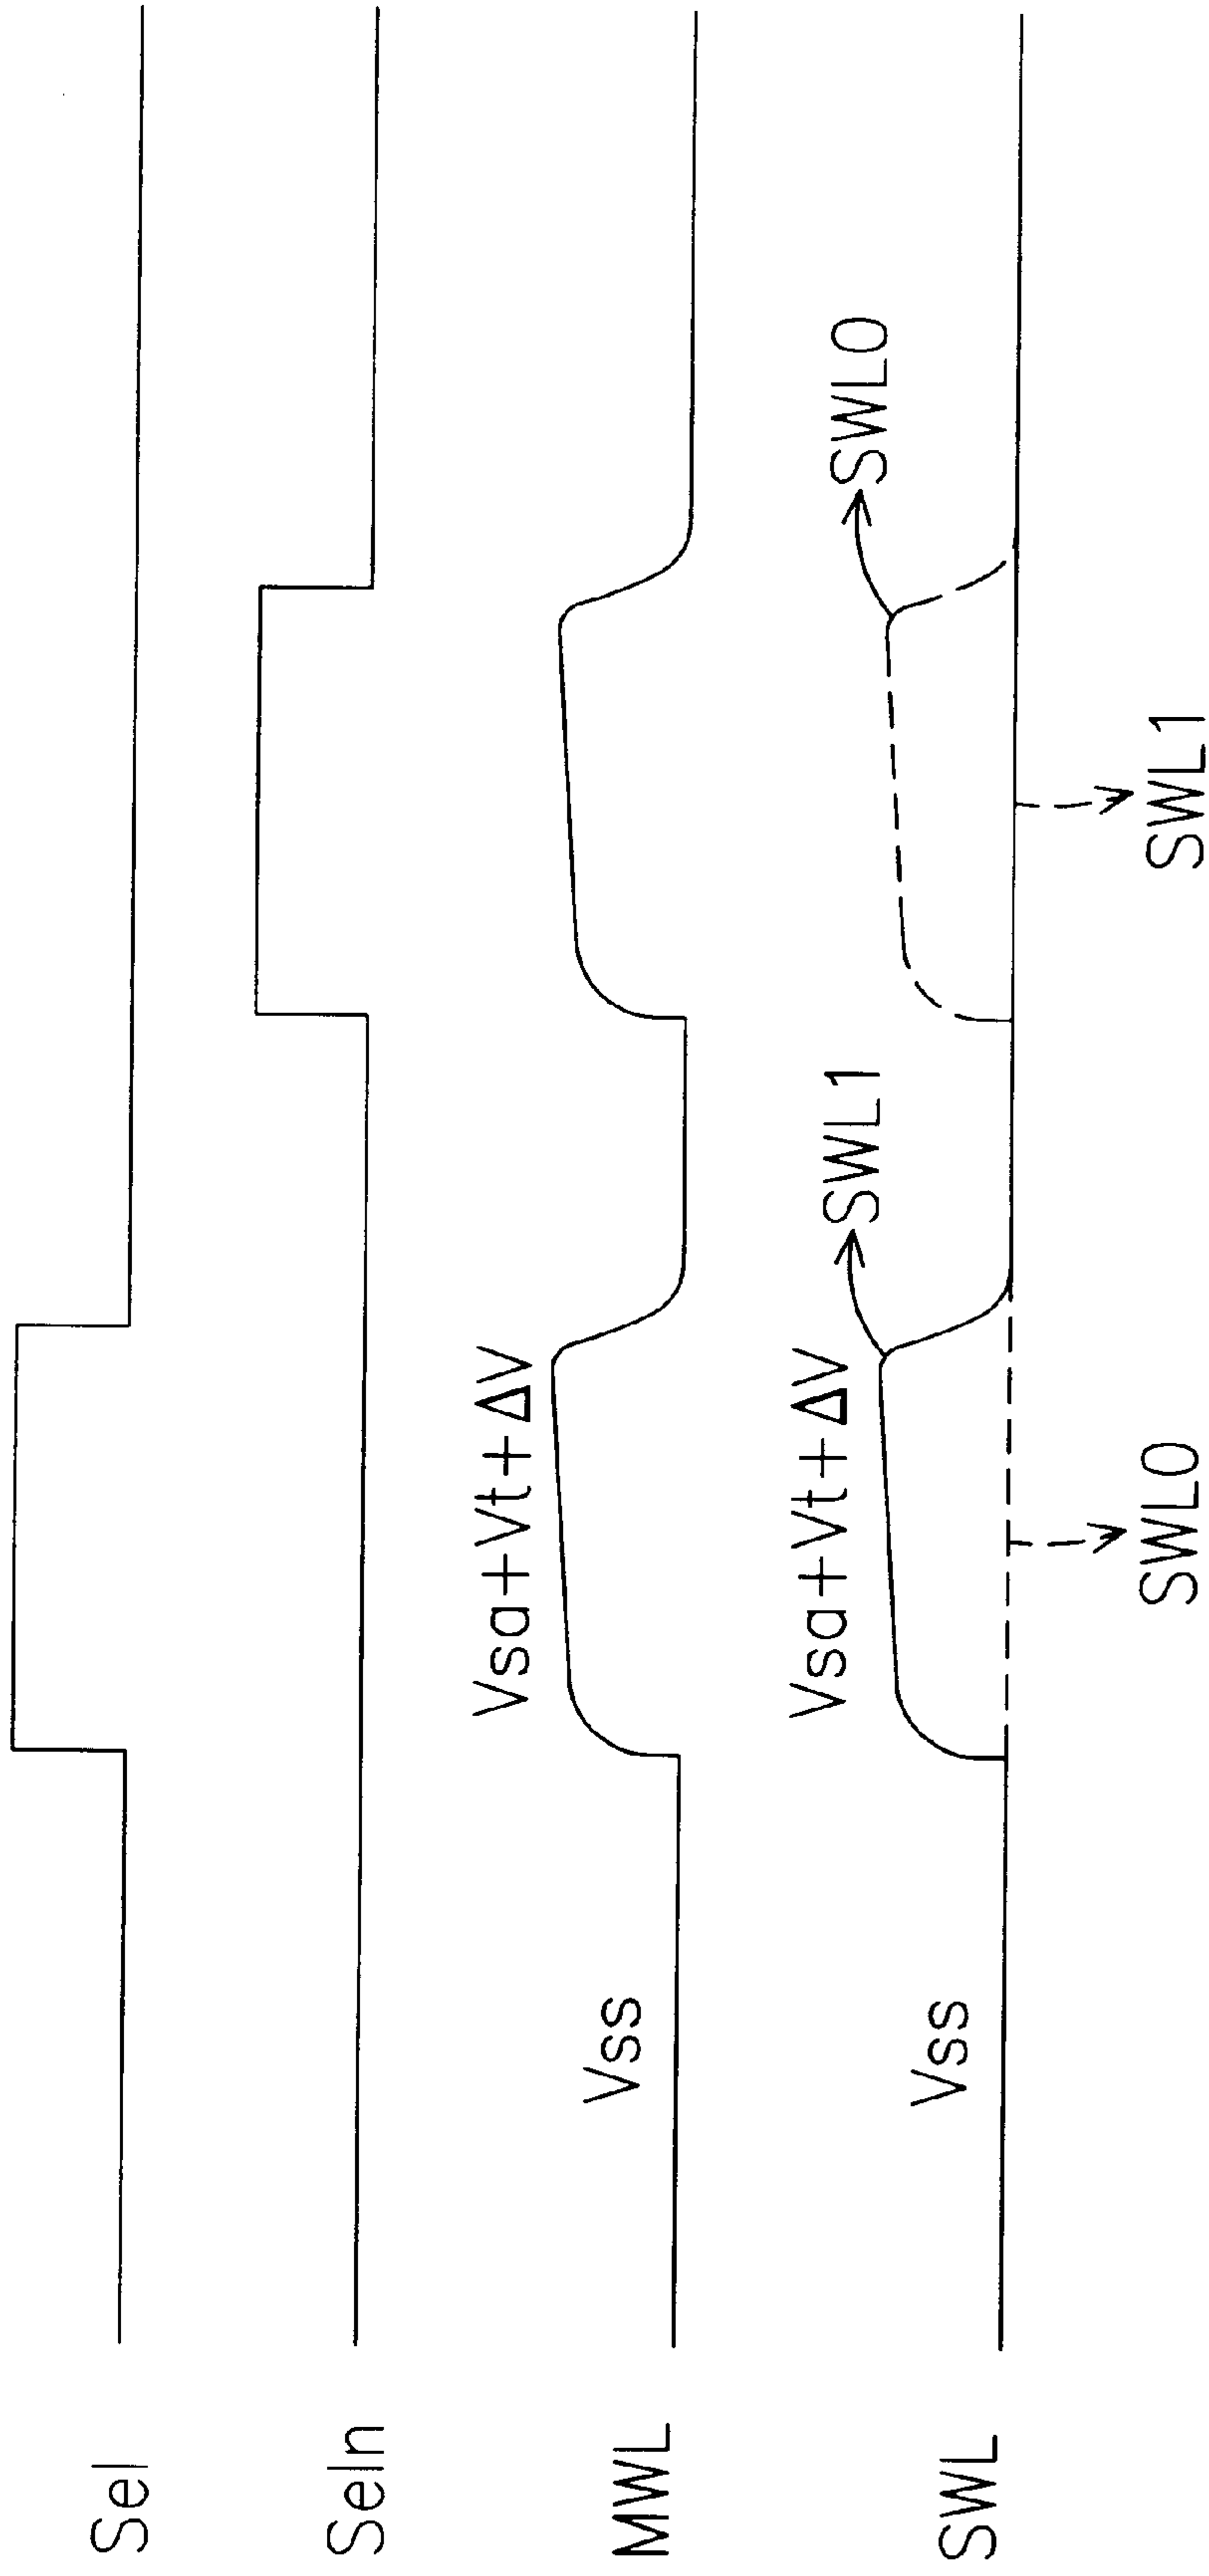 Sel
Seln
Vsa+Vt+ΔV
Vss
MWL
Vsa+Vt+ΔV
SWL1
SWL0
Vss
SWL
SWL0
SWL1